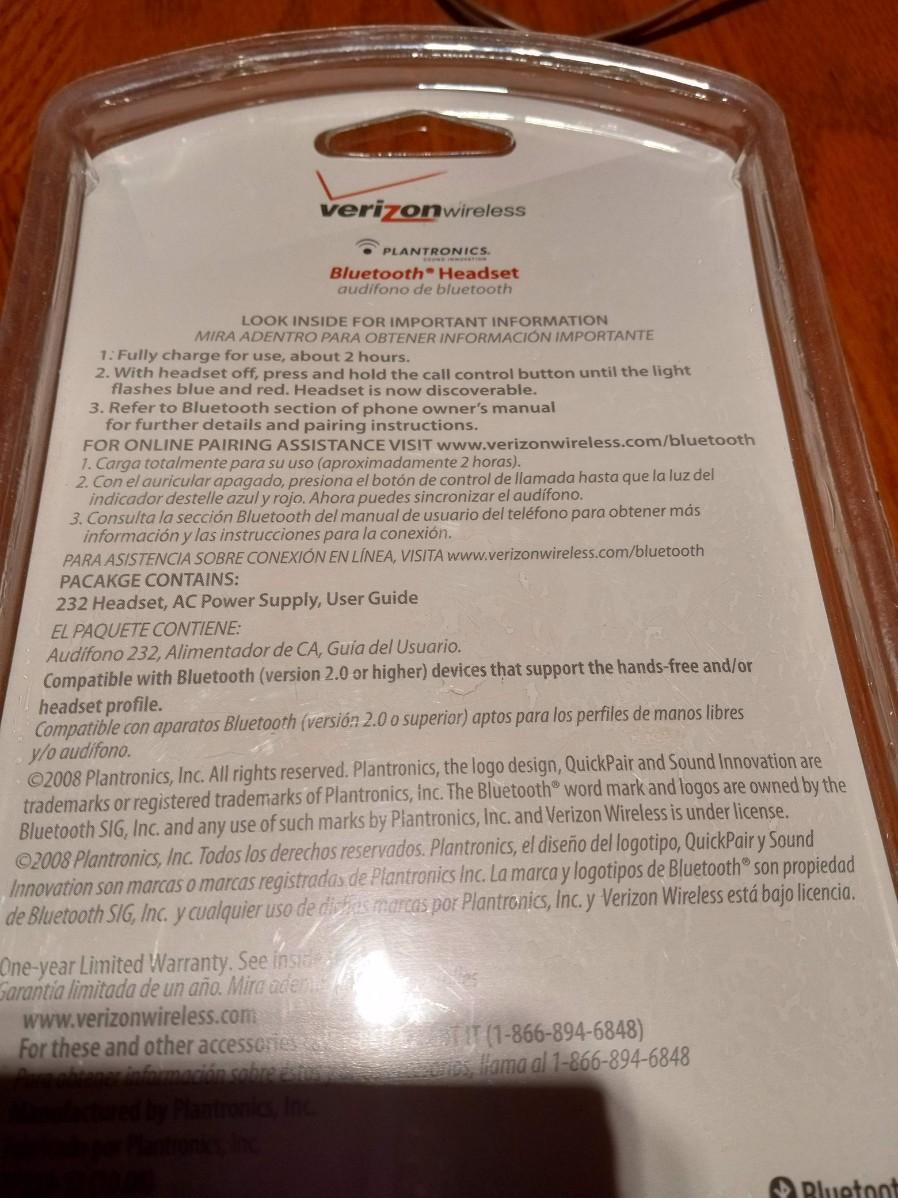 verizonwireless
PLANTRONICS.
SOUND INNOVATION
Bluetooth® Headset
audífono de bluetooth
LOOK INSIDE FOR IMPORTANT INFORMATION
MIRA ADENTRO PARA OBTENER INFORMACIÓN IMPORTANTE
1. Fully charge for use, about 2 hours.
2. With headset off, press and hold the call control button until the light
flashes blue and red. Headset is now discoverable.
3. Refer to Bluetooth section of phone owner's manual
for further details and pairing instructions.
FOR ONLINE PAIRING ASSISTANCE VISIT www.verizonwireless.com/bluetooth
1. Carga totalmente para su uso (aproximadamente 2 horas).
2. Con el auricular apagado, presiona el botón de control de llamada hasta que la luz del
indicador destelle azul y rojo. Ahora puedes sincronizar el audífono.
3. Consulta la sección Bluetooth del manual de usuario del teléfono para obtener más
información y las instrucciones para la conexión.
PARA ASISTENCIA SOBRE CONEXIÓN EN LÍNEA, VISITA www.verizonwireless.com/bluetooth
PACAKGE CONTAINS:
232 Headset, AC Power Supply, User Guide
EL PAQUETE CONTIENE:
Audífono 232, Alimentador de CA, Guía del Usuario.
Compatible with Bluetooth (version 2.0 or higher) devices that support the hands-free and/or
headset profile.
Compatible con aparatos Bluetooth (versión 2.0 o superior) aptos para los perfiles de manos libres
y/o audífono.
©2008 Plantronics, Inc. All rights reserved. Plantronics, the logo design, QuickPair and Sound Innovation are
trademarks or registered trademarks of Plantronics, Inc. The Bluetooth® word mark and logos are owned by the
Bluetooth SIG, Inc. and any use of such marks by Plantronics, Inc. and Verizon Wireless is under license.
©2008 Plantronics, Inc. Todos los derechos reservados. Plantronics, el diseño del logotipo, QuickPair y Sound
Innovation son marcas o marcas registradas de Plantronics Inc. La marca y logotipos de Bluetooth® son propiedad
de Bluetooth SIG, Inc. y cualquier uso de dichas marcas por Plantronics, Inc. y Verizon Wireless está bajo licencia.
One-year Limited Warranty. See inside
Garantía limitada de un año. Mira
www.verizonwireless.com
For these and other accessories IT (1-866-894-6848)
Para obtener información sobre estos llama al 1-866-894-6848
Manufactured by Plantronics, Inc.
Fabricado por Plantronics, Inc.